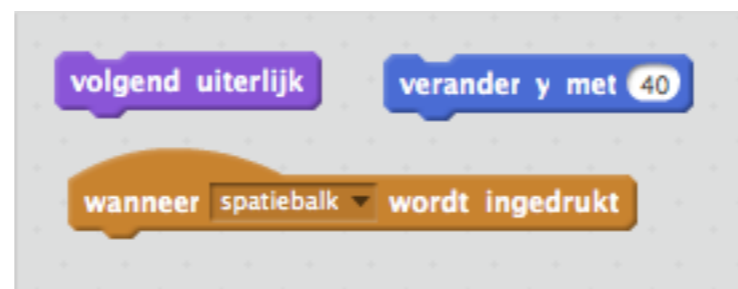 volgend uiterlijk
verander y met 40
wanneer spatiebalk wordt ingedrukt